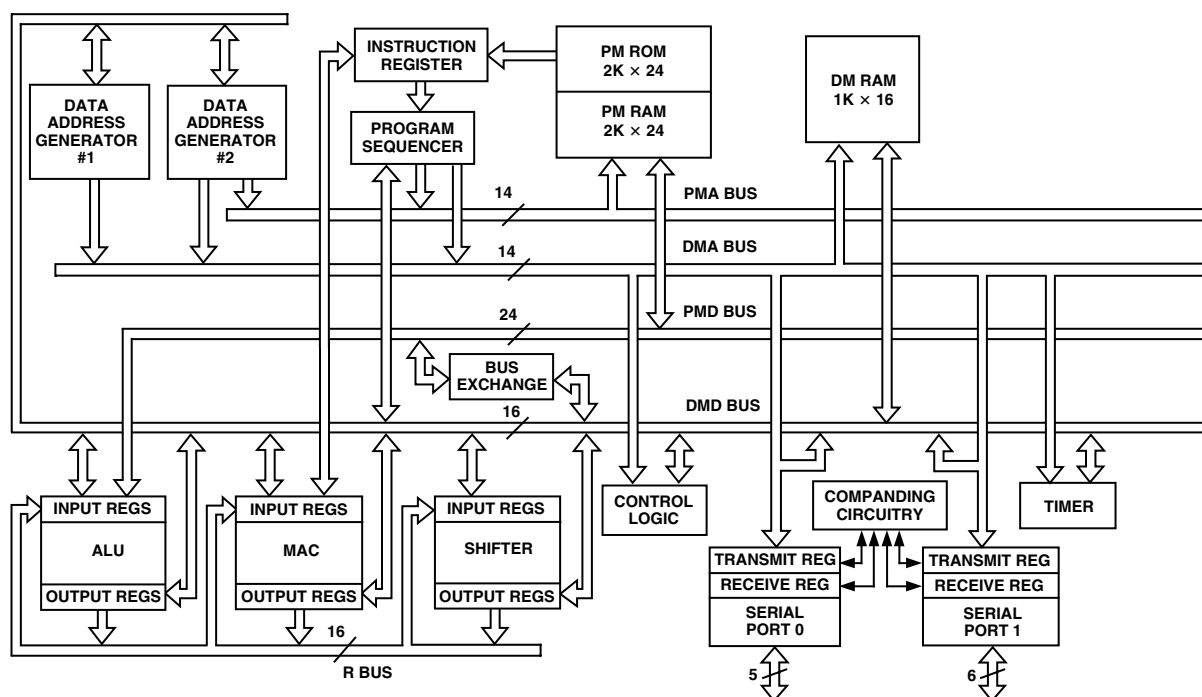 DATA
ADDRESS
GENERATOR
#1
DATA
ADDRESS
GENERATOR
#2
INSTRUCTION
REGISTER
PROGRAM
SEQUENCER
PM ROM
2K × 24
PM RAM
2K × 24
DM RAM
1K × 16
14
PMA BUS
14
DMA BUS
24
PMD BUS
BUS
EXCHANGE
16
DMD BUS
INPUT REGS
ALU
OUTPUT REGS
INPUT REGS
MAC
OUTPUT REGS
INPUT REGS
SHIFTER
OUTPUT REGS
16
R BUS
CONTROL
LOGIC
COMPANDING
CIRCUITRY
TIMER
TRANSMIT REG
RECEIVE REG
SERIAL
PORT 0
5
TRANSMIT REG
RECEIVE REG
SERIAL
PORT 1
6